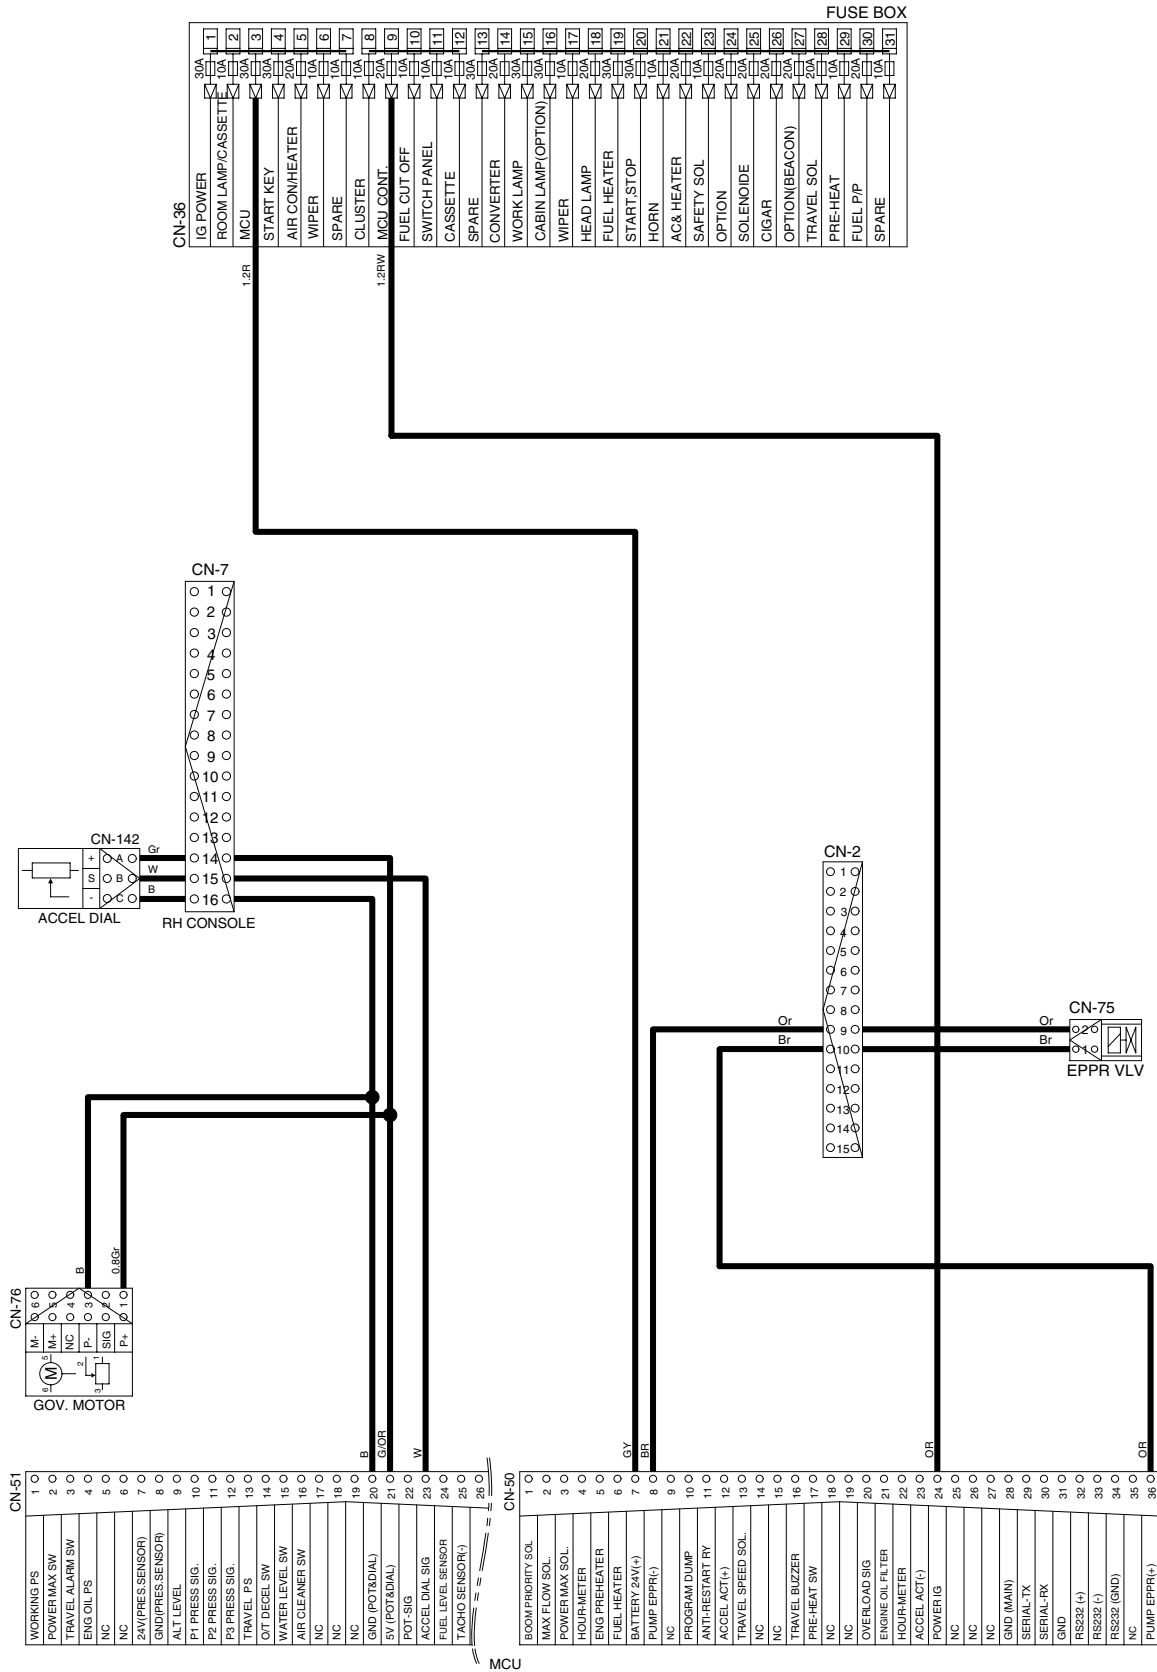 FUSE BOX
CN-36
1
2
3
4
5
6
7
8
9
10
11
12
13
14
15
16
17
18
19
20
21
22
23
24
25
26
27
28
29
30
31
30A
10A
30A
30A
20A
10A
10A
20A
10A
10A
10A
30A
10A
20A
30A
10A
20A
30A
10A
10A
20A
20A
20A
20A
20A
20A
10A
20A
10A
IG POWER
ROOM LAMP/CASSETTE
MCU
START KEY
AIR CON/HEATER
WIPER
SPARE
CLUSTER
MCU CONT.
FUEL CUT OFF
SWITCH PANEL
CASSETTE
SPARE
CONVERTER
WORK LAMP
CABIN LAMP(OPTION)
WIPER
HEAD LAMP
FUEL HEATER
START,STOP
HORN
AC& HEATER
SAFETY SOL
OPTION
SOLENOIDE
CIGAR
OPTION(BEACON)
TRAVEL SOL
PRE-HEAT
FUEL P/P
SPARE
1.2R
1.2RW
CN-7
1
2
3
4
5
6
7
8
9
10
11
12
13
14
15
16
RH CONSOLE
CN-142
+ A Gr
S B W
- C B
ACCEL DIAL
CN-2
1
2
3
4
5
6
7
8
9
10
11
12
13
14
15
Or
Br
Or
Br
CN-75
2
1
EPPR VLV
B
0.8Gr
CN-76
6
5
4
3
2
1
M-
M+
NC
P-
SIG
P+
M
5
6
2
1
3
GOV. MOTOR
B
G/OR
W
GY
BR
OR
OR
CN-51
1 WORKING PS
2 POWER MAX SW
3 TRAVEL ALARM SW
4 ENG OIL PS
5 NC
6 NC
7 24V(PRES.SENSOR)
8 GND(PRES.SENSOR)
9 ALT LEVEL
10 P1 PRESS SIG.
11 P2 PRESS SIG.
12 P3 PRESS SIG.
13 TRAVEL PS
14 O/T DECEL SW
15 WATER LEVEL SW
16 AIR CLEANER SW
17 NC
18 NC
19 NC
20 GND (POT&DIAL)
21 5V (POT&DIAL)
22 POT-SIG
23 ACCEL DIAL SIG
24 FUEL LEVEL SENSOR
25 TACHO SENSOR(-)
26
CN-50
1 BOOM PRIORITY SOL
2 MAX FLOW SOL.
3 POWER MAX SOL.
4 HOUR-METER
5 ENG PREHEATER
6 FUEL HEATER
7 BATTERY 24V(+)
8 PUMP EPPR(-)
9 NC
10 PROGRAM DUMP
11 ANTI-RESTART RY
12 ACCEL ACT(+)
13 TRAVEL SPEED SOL.
14 NC
15 NC
16 TRAVEL BUZZER
17 PRE-HEAT SW
18 NC
19 NC
20 OVERLOAD SIG
21 ENGINE OIL FILTER
22 HOUR-METER
23 ACCEL ACT(-)
24 POWER IG
25 NC
26 NC
27 NC
28 GND (MAIN)
29 SERIAL-TX
30 SERIAL-RX
31 GND
32 RS232 (+)
33 RS232 (-)
34 RS232 (GND)
35 NC
36 PUMP EPPR(+)
MCU